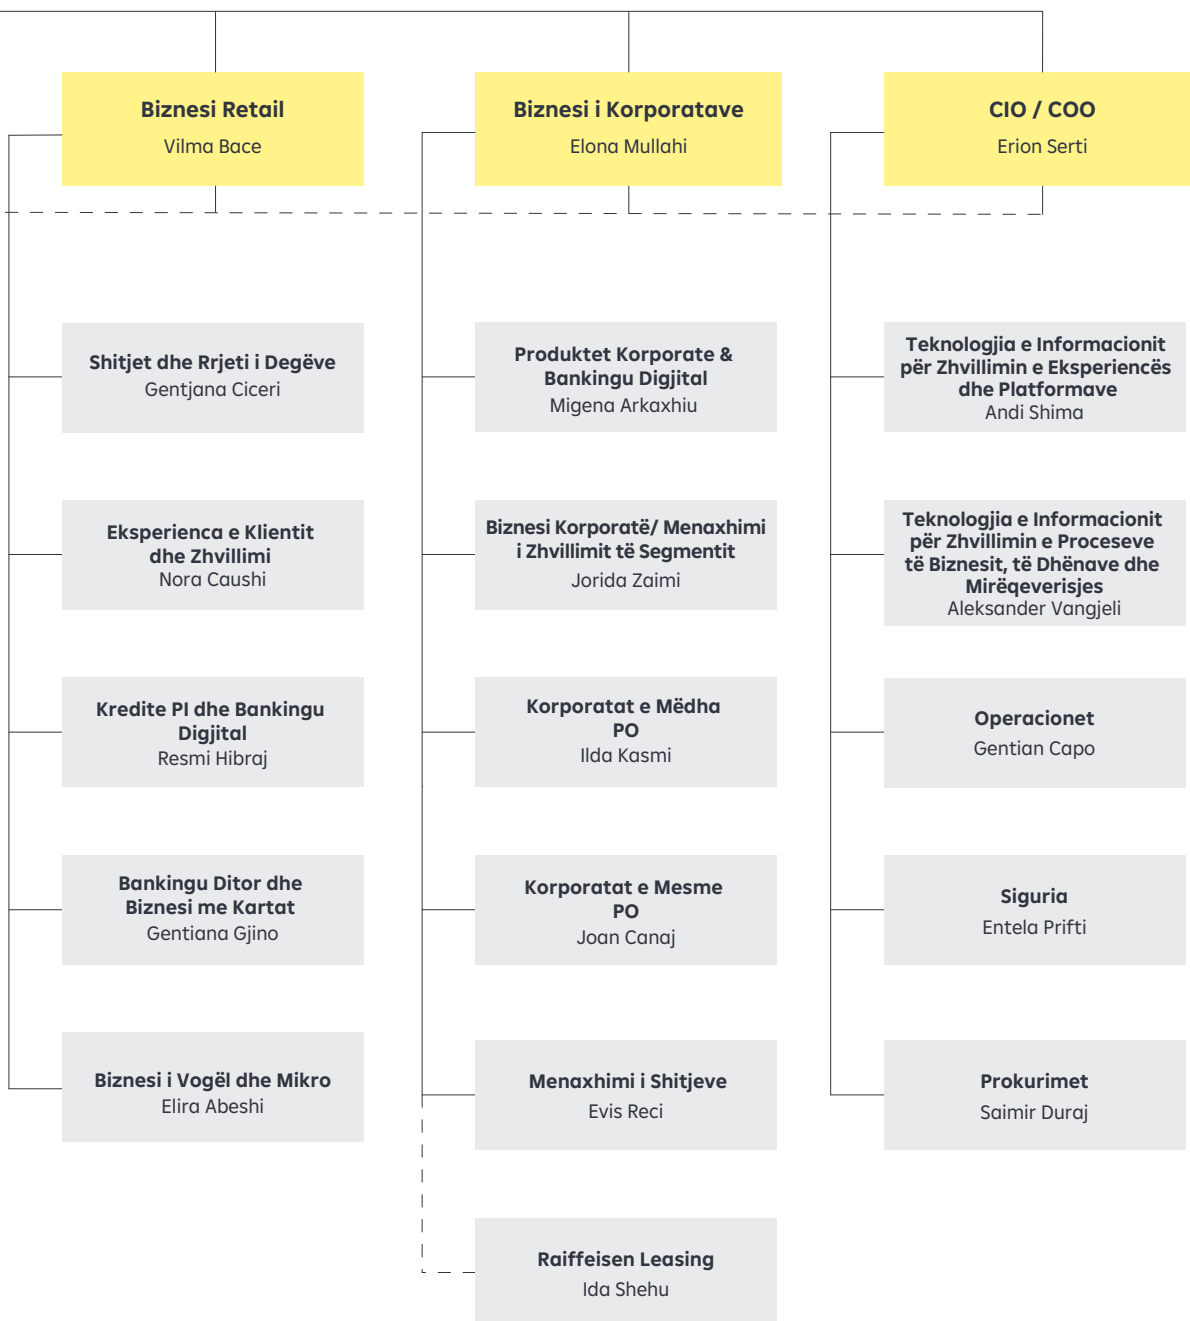 Biznesi Retail
Vilma Bace
Biznesi i Korporatave
Elona Mullahi
CIO / COO
Erion Serti
Shitjet dhe Rrjeti i Degëve
Gentjana Ciceri
Produktet Korporate &
Bankingu Digjital
Migena Arkaxhiu
Teknologjia e Informacionit
për Zhvillimin e Eksperiencës
dhe Platformave
Andi Shima
Eksperienca e Klientit
dhe Zhvillimi
Nora Caushi
Biznesi Korporatë/ Menaxhimi
i Zhvillimit të Segmentit
Jorida Zaimi
Teknologjia e Informacionit
për Zhvillimin e Proceseve
të Biznesit, të Dhënave dhe
Mirëqeverisjes
Aleksander Vangjeli
Kredite PI dhe Bankingu
Digjital
Resmi Hibraj
Korporatat e Mëdha
PO
Ilda Kasmi
Operacionet
Gentian Capo
Bankingu Ditor dhe
Biznesi me Kartat
Gentiana Gjino
Korporatat e Mesme
PO
Joan Canaj
Siguria
Entela Prifti
Biznesi i Vogël dhe Mikro
Elira Abeshi
Menaxhimi i Shitjeve
Evis Reci
Prokurimet
Saimir Duraj
Raiffeisen Leasing
Ida Shehu